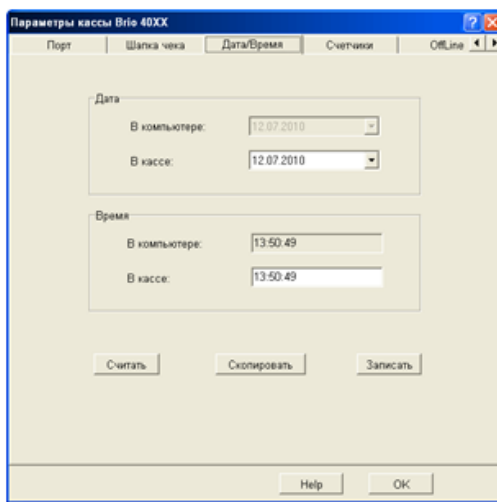 Параметры кассы Brio 40XX
Порт Шапка чека Дата/Время Счетчики OffLine
Дата
В компьютере: 12.07.2010
В кассе: 12.07.2010
Время
В компьютере: 13:50:49
В кассе: 13:50:49
Считать Скопировать Записать
Help OK